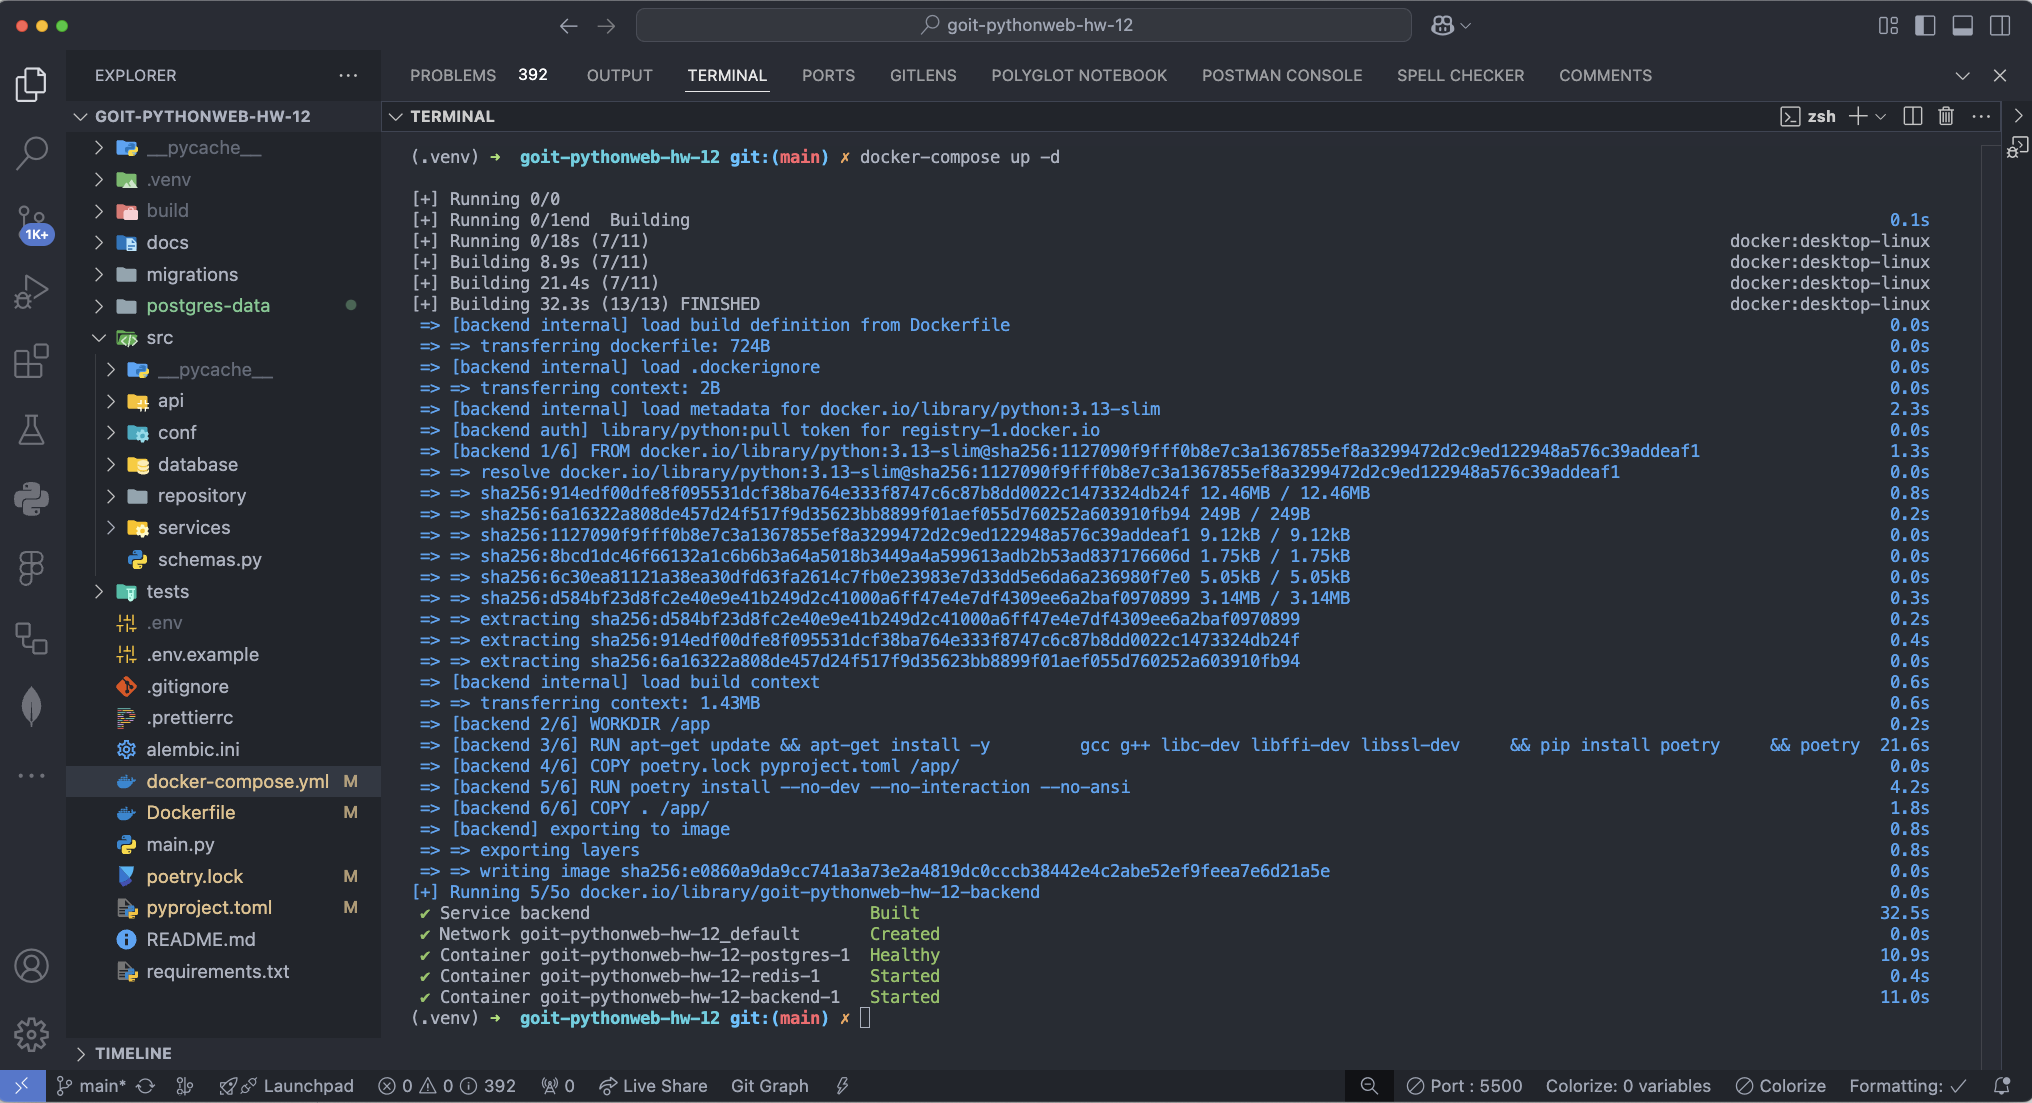 goit-pythonweb-hw-12
EXPLORER
PROBLEMS 392 OUTPUT TERMINAL PORTS GITLENS POLYGLOT NOTEBOOK POSTMAN CONSOLE SPELL CHECKER COMMENTS
GOIT-PYTHONWEB-HW-12
__pycache__
.venv
build
docs
migrations
postgres-data
src
__pycache__
api
conf
database
repository
services
schemas.py
tests
.env
.env.example
.gitignore
.prettierrc
alembic.ini
docker-compose.yml M
Dockerfile M
main.py
poetry.lock M
pyproject.toml M
README.md
requirements.txt
TIMELINE
1K+
TERMINAL
zsh
(.venv) ➜ goit-pythonweb-hw-12 git:(main) ✗ docker-compose up -d
[+] Running 0/0
[+] Running 0/1end Building 0.1s
[+] Running 0/18s (7/11) docker:desktop-linux
[+] Building 8.9s (7/11) docker:desktop-linux
[+] Building 21.4s (7/11) docker:desktop-linux
[+] Building 32.3s (13/13) FINISHED docker:desktop-linux
=> [backend internal] load build definition from Dockerfile 0.0s
=> => transferring dockerfile: 724B 0.0s
=> [backend internal] load .dockerignore 0.0s
=> => transferring context: 2B 0.0s
=> [backend internal] load metadata for docker.io/library/python:3.13-slim 2.3s
=> [backend auth] library/python:pull token for registry-1.docker.io 0.0s
=> [backend 1/6] FROM docker.io/library/python:3.13-slim@sha256:1127090f9fff0b8e7c3a1367855ef8a3299472d2c9ed122948a576c39addeaf1 1.3s
=> => resolve docker.io/library/python:3.13-slim@sha256:1127090f9fff0b8e7c3a1367855ef8a3299472d2c9ed122948a576c39addeaf1 0.0s
=> => sha256:914edf00dfe8f095531dcf38ba764e333f8747c6c87b8dd0022c1473324db24f 12.46MB / 12.46MB 0.8s
=> => sha256:6a16322a808de457d24f517f9d35623bb8899f01aef055d760252a603910fb94 249B / 249B 0.2s
=> => sha256:1127090f9fff0b8e7c3a1367855ef8a3299472d2c9ed122948a576c39addeaf1 9.12kB / 9.12kB 0.0s
=> => sha256:8bcd1dc46f66132a1c6b6b3a64a5018b3449a4a599613adb2b53ad837176606d 1.75kB / 1.75kB 0.0s
=> => sha256:6c30ea81121a38ea30dfd63fa2614c7fb0e23983e7d33dd5e6da6a236980f7e0 5.05kB / 5.05kB 0.0s
=> => sha256:d584bf23d8fc2e40e9e41b249d2c41000a6ff47e4e7df4309ee6a2baf0970899 3.14MB / 3.14MB 0.3s
=> => extracting sha256:d584bf23d8fc2e40e9e41b249d2c41000a6ff47e4e7df4309ee6a2baf0970899 0.2s
=> => extracting sha256:914edf00dfe8f095531dcf38ba764e333f8747c6c87b8dd0022c1473324db24f 0.4s
=> => extracting sha256:6a16322a808de457d24f517f9d35623bb8899f01aef055d760252a603910fb94 0.0s
=> [backend internal] load build context 0.6s
=> => transferring context: 1.43MB 0.6s
=> [backend 2/6] WORKDIR /app 0.2s
=> [backend 3/6] RUN apt-get update && apt-get install -y gcc g++ libc-dev libffi-dev libssl-dev && pip install poetry && poetry 21.6s
=> [backend 4/6] COPY poetry.lock pyproject.toml /app/ 0.0s
=> [backend 5/6] RUN poetry install --no-dev --no-interaction --no-ansi 4.2s
=> [backend 6/6] COPY . /app/ 1.8s
=> [backend] exporting to image 0.8s
=> => exporting layers 0.8s
=> => writing image sha256:e0860a9da9cc741a3a73e2a4819dc0cccb38442e4c2abe52ef9feea7e6d21a5e 0.0s
[+] Running 5/5o docker.io/library/goit-pythonweb-hw-12-backend 0.0s
✔ Service backend Built 32.5s
✔ Network goit-pythonweb-hw-12_default Created 0.0s
✔ Container goit-pythonweb-hw-12-postgres-1 Healthy 10.9s
✔ Container goit-pythonweb-hw-12-redis-1 Started 0.4s
✔ Container goit-pythonweb-hw-12-backend-1 Started 11.0s
(.venv) ➜ goit-pythonweb-hw-12 git:(main) ✗
main* Launchpad 0 0 392 0 Live Share Git Graph Port : 5500 Colorize: 0 variables Colorize Formatting: ✓